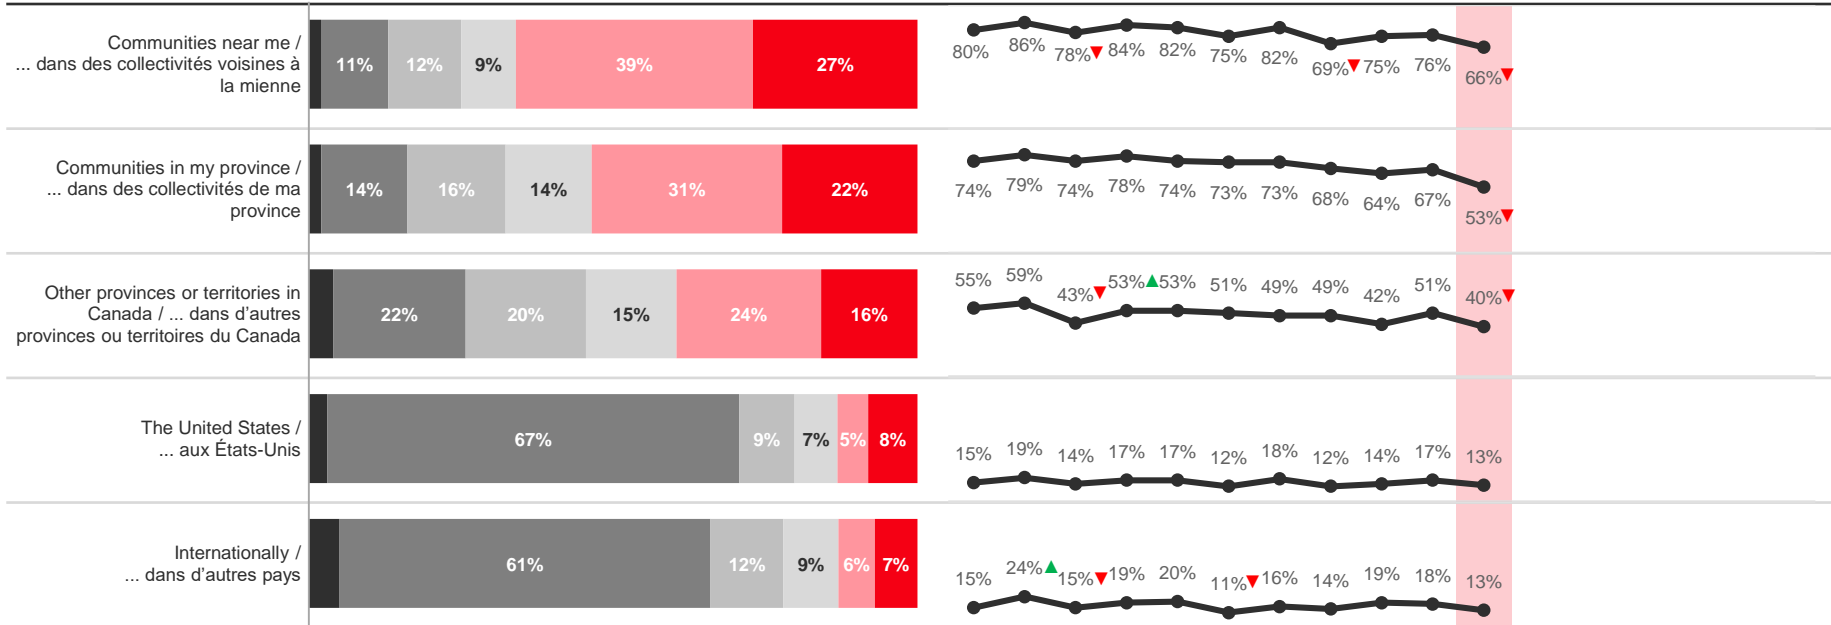 Communities near me /
... dans des collectivités voisines à
la mienne
11% 12% 9% 39% 27%
80% 86% 78% 84% 82% 75% 82% 69% 75% 76% 66%
Communities in my province /
... dans des collectivités de ma
province
14% 16% 14% 31% 22%
74% 79% 74% 78% 74% 73% 73% 68% 64% 67% 53%
Other provinces or territories in
Canada / ... dans d'autres
provinces ou territoires du Canada
22% 20% 15% 24% 16%
55% 59% 43% 53% 53% 51% 49% 49% 42% 51% 40%
The United States /
... aux États-Unis
67% 9% 7% 5% 8%
15% 19% 14% 17% 17% 12% 18% 12% 14% 17% 13%
Internationally /
... dans d'autres pays
61% 12% 9% 6% 7%
15% 24% 15% 19% 20% 11% 16% 14% 19% 18% 13%